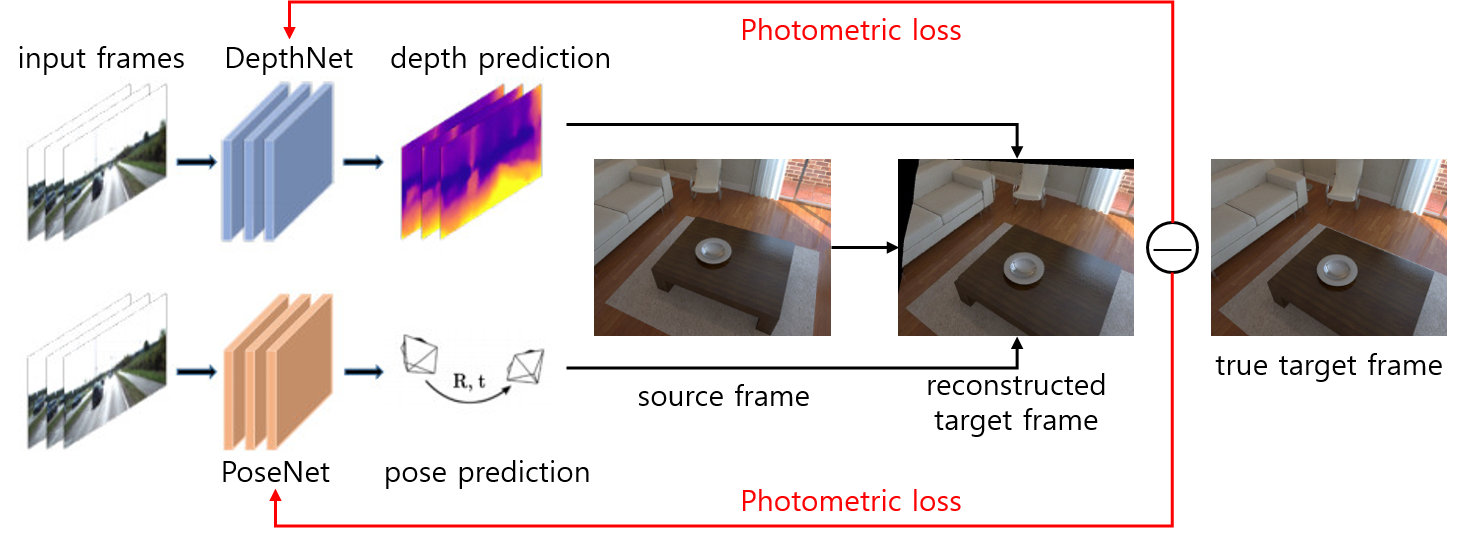 Photometric loss
input frames
DepthNet
depth prediction
R, t
source frame
reconstructed
target frame
true target frame
PoseNet
pose prediction
Photometric loss